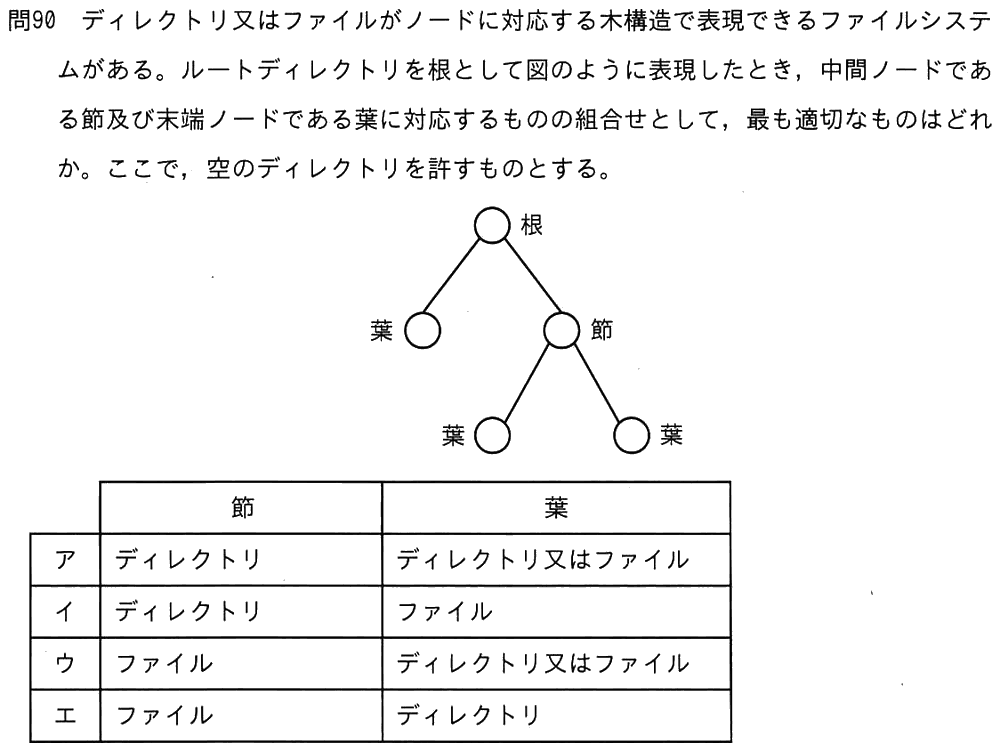 問90 ディレクトリ又はファイルがノードに対応する木構造で表現できるファイルシステ
ムがある。ルートディレクトリを根として図のように表現したとき，中間ノードであ
る節及び末端ノードである葉に対応するものの組合せとして，最も適切なものはどれ
か。ここで，空のディレクトリを許すものとする。
根
葉 節
葉 葉
節 葉
ア ディレクトリ ディレクトリ又はファイル
イ ディレクトリ ファイル
ウ ファイル ディレクトリ又はファイル
エ ファイル ディレクトリ